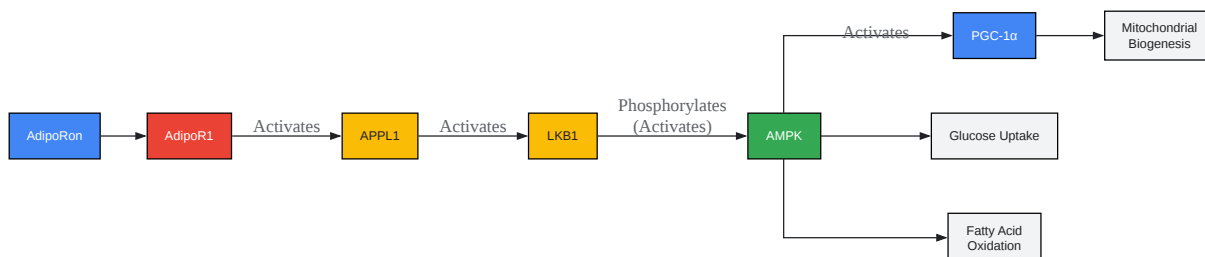 Activates
PGC-1α
Mitochondrial
Biogenesis
AdipoRon
AdipoR1
Activates
APPL1
Activates
LKB1
Phosphorylates
(Activates)
AMPK
Glucose Uptake
Fatty Acid
Oxidation